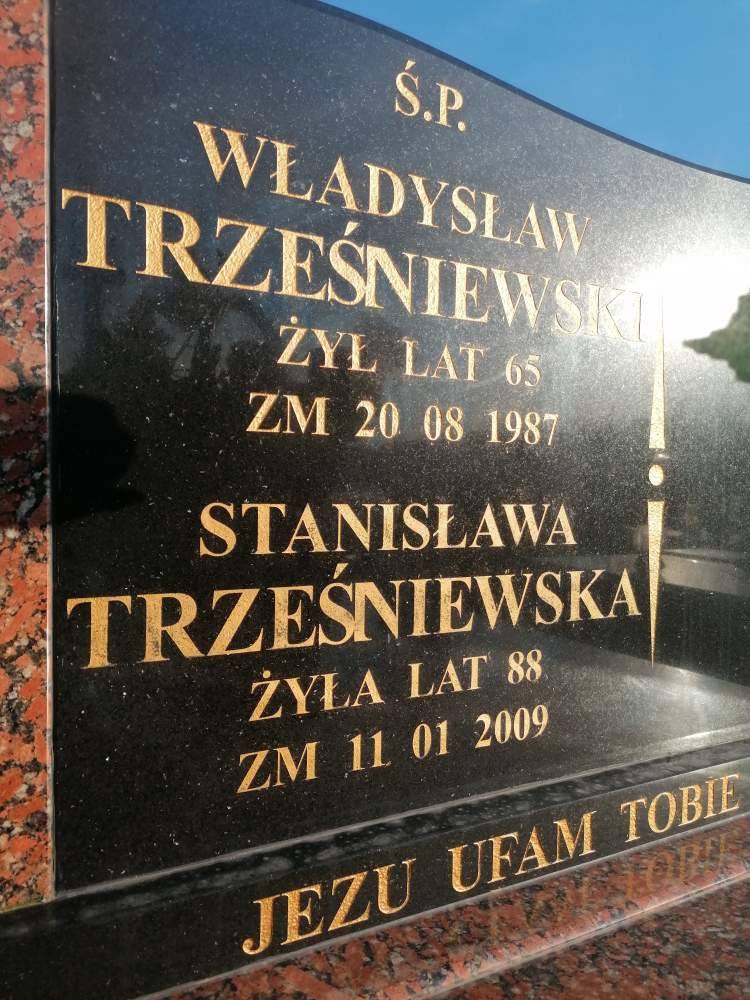 Ś.P.
WŁADYSŁAW
TRZEŚNIEWSKI
ŻYŁ LAT 65
ZM 20 08 1987
STANISŁAWA
TRZEŚNIEWSKA
ŻYŁA LAT 88
ZM 11 01 2009
JEZU UFAM TOBIE